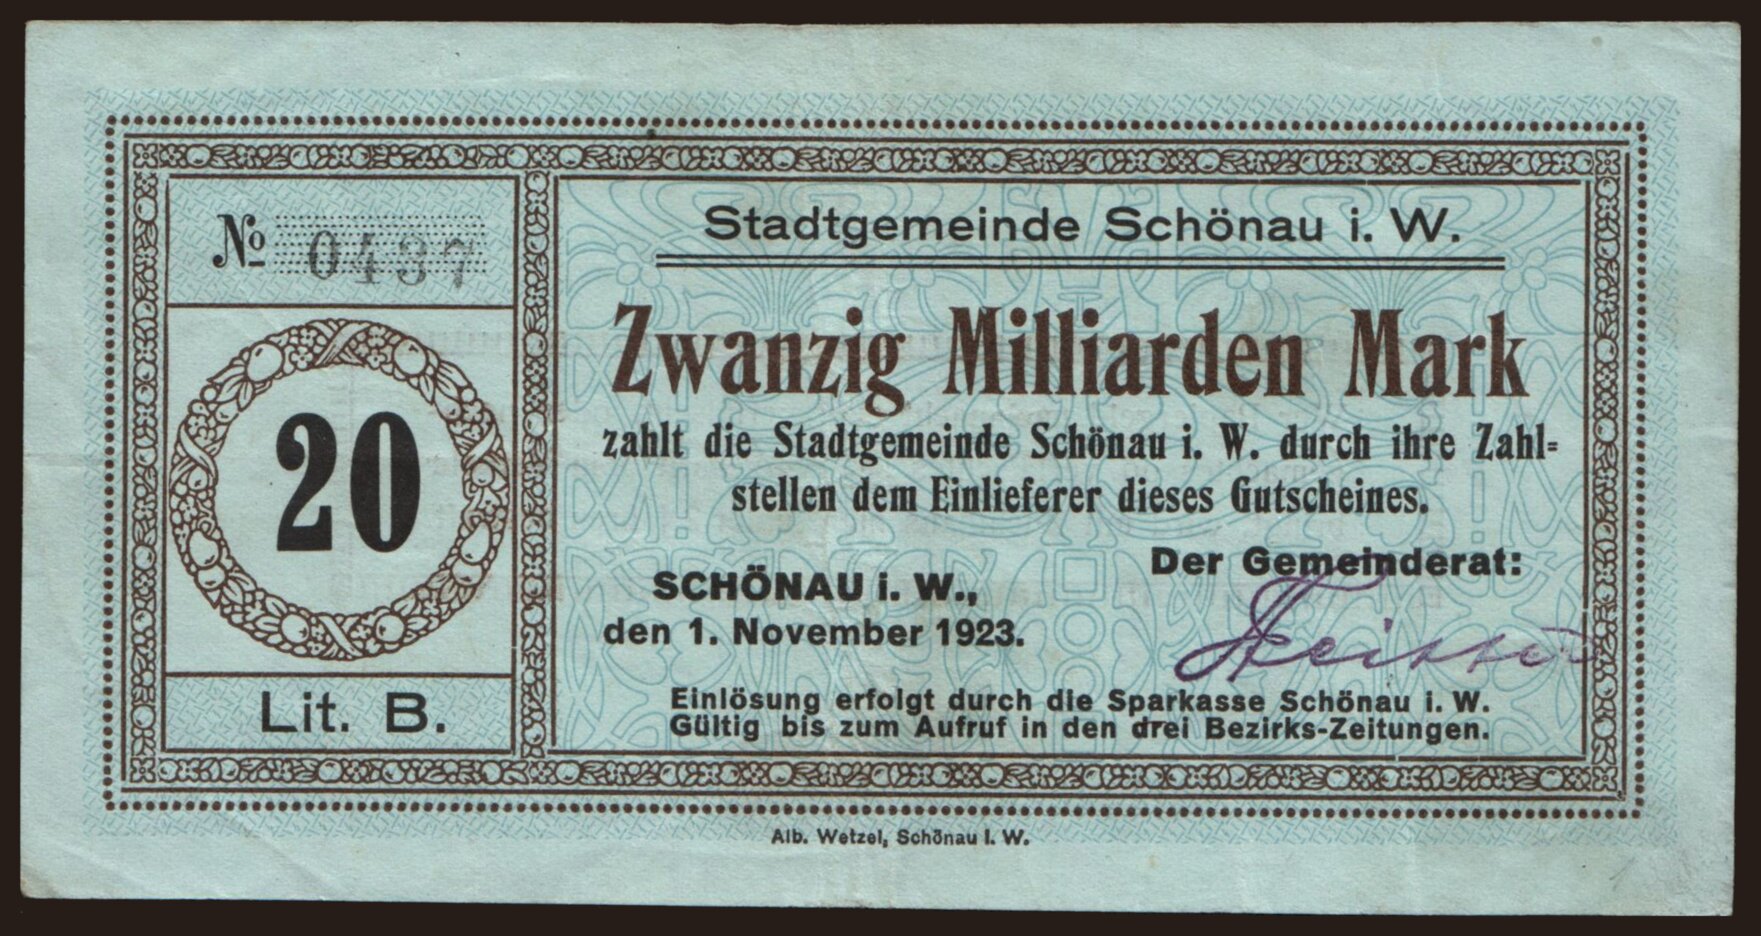 № 0437
20
Lit. B.
Stadtgemeinde Schönau i. W.
Zwanzig Milliarden Mark
zahlt die Stadtgemeinde Schönau i. W. durch ihre Zahl=
stellen dem Einlieferer dieses Gutscheines.
SCHÖNAU i. W.,
den 1. November 1923.
Der Gemeinderat:
Einlösung erfolgt durch die Sparkasse Schönau i. W.
Gültig bis zum Aufruf in den drei Bezirks-Zeitungen.
Alb. Wetzel, Schönau i. W.